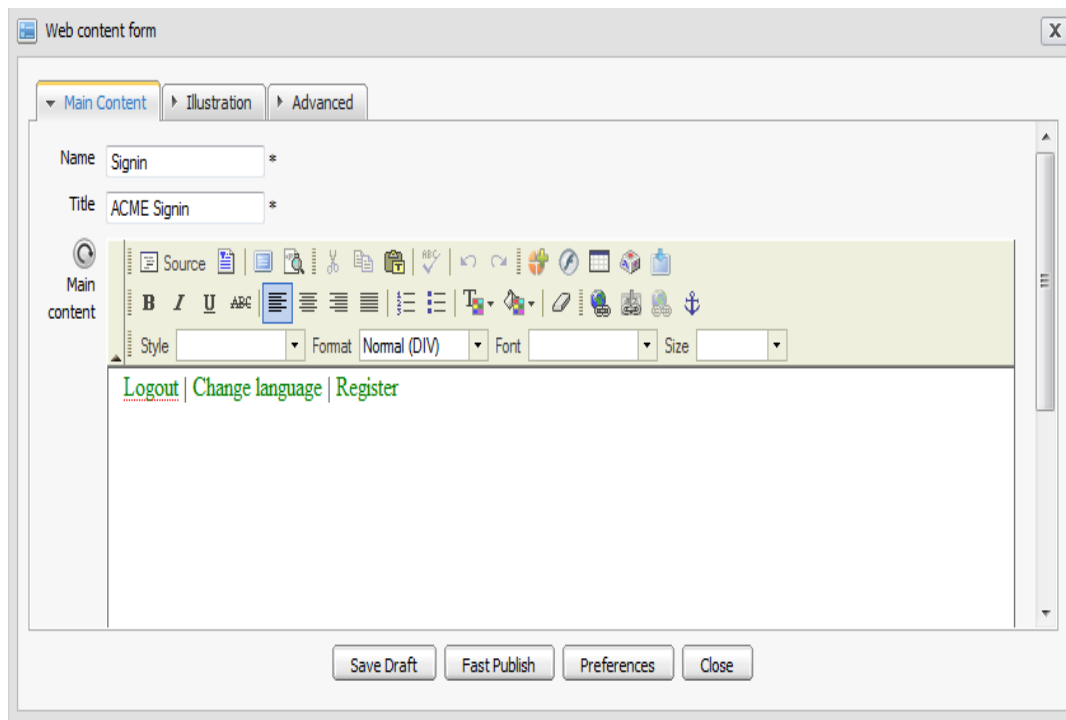 Web content form X
Main Content Illustration Advanced
Name Signin *
Title ACME Signin *
Main
content
Source ABC
B I U ABC
Style Format Normal (DIV) Font Size
Logout | Change language | Register
Save Draft Fast Publish Preferences Close